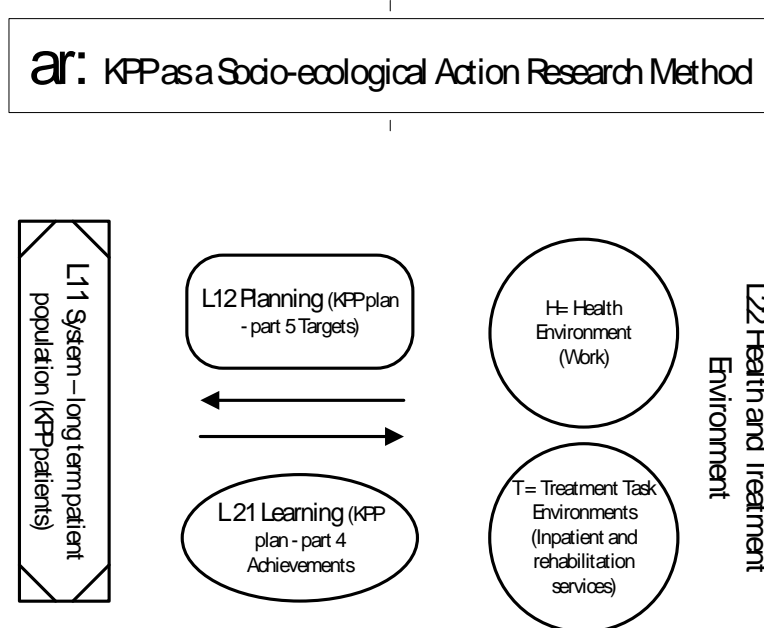 ar: KPP as a Socio-ecological Action Research Method
L11 System – long term patient
population (KPP patients)
L12 Planning (KPP plan
- part 5 Targets)
L21 Learning (KPP
plan - part 4
Achievements
H= Health
Environment
(Work)
T= Treatment Task
Environments
(Inpatient and
rehabilitation
services)
L22 Health and Treatment
Environment